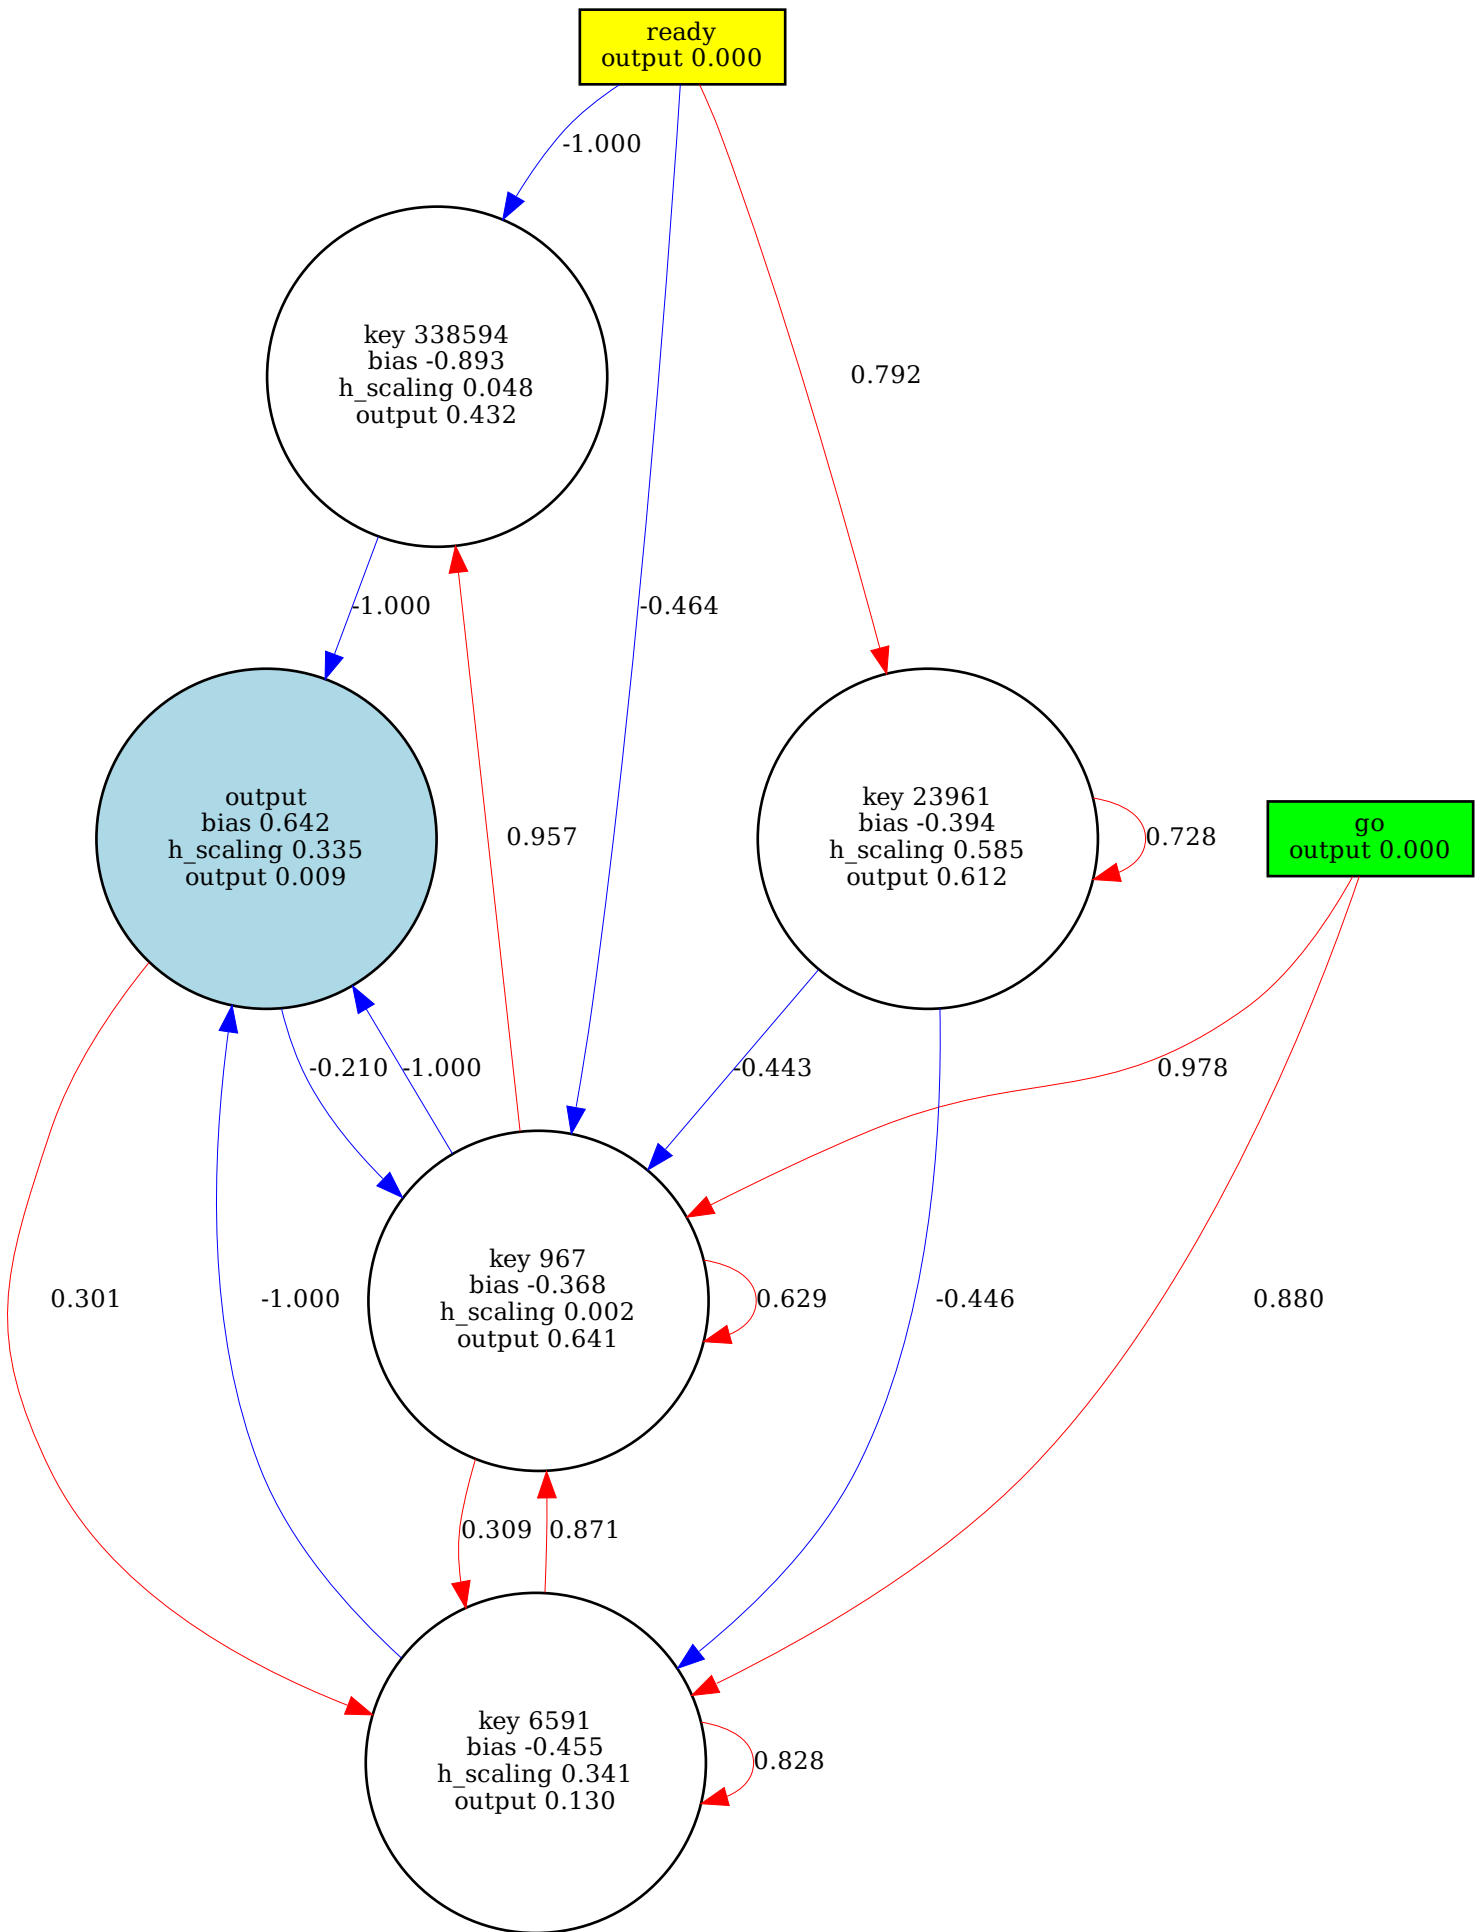 ready
output 0.000
-1.000
key 338594
bias -0.893
h_scaling 0.048
output 0.432
0.792
-1.000
-0.464
output
bias 0.642
h_scaling 0.335
output 0.009
0.957
key 23961
bias -0.394
h_scaling 0.585
output 0.612
0.728
go
output 0.000
-0.210
-1.000
-0.443
0.978
0.301
-1.000
key 967
bias -0.368
h_scaling 0.002
output 0.641
0.629
-0.446
0.880
0.309
0.871
key 6591
bias -0.455
h_scaling 0.341
output 0.130
0.828